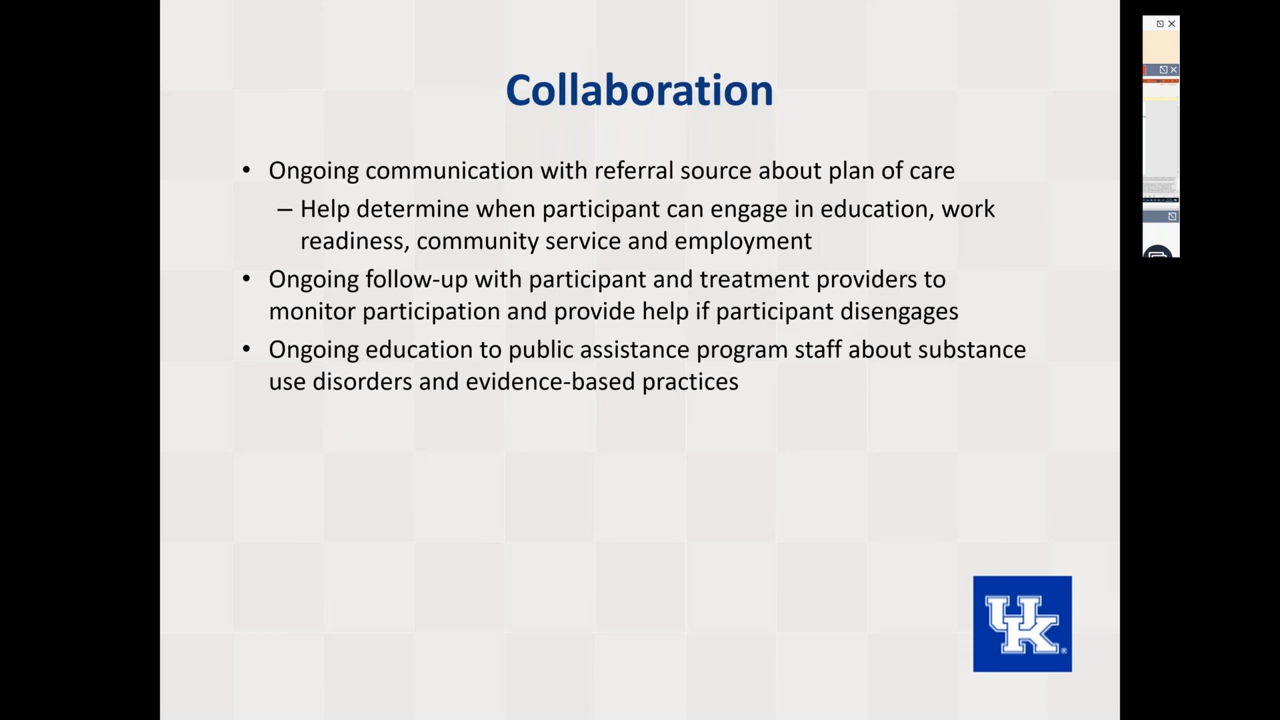 Collaboration
• Ongoing communication with referral source about plan of care
– Help determine when participant can engage in education, work
readiness, community service and employment
• Ongoing follow-up with participant and treatment providers to
monitor participation and provide help if participant disengages
• Ongoing education to public assistance program staff about substance
use disorders and evidence-based practices
UK
®